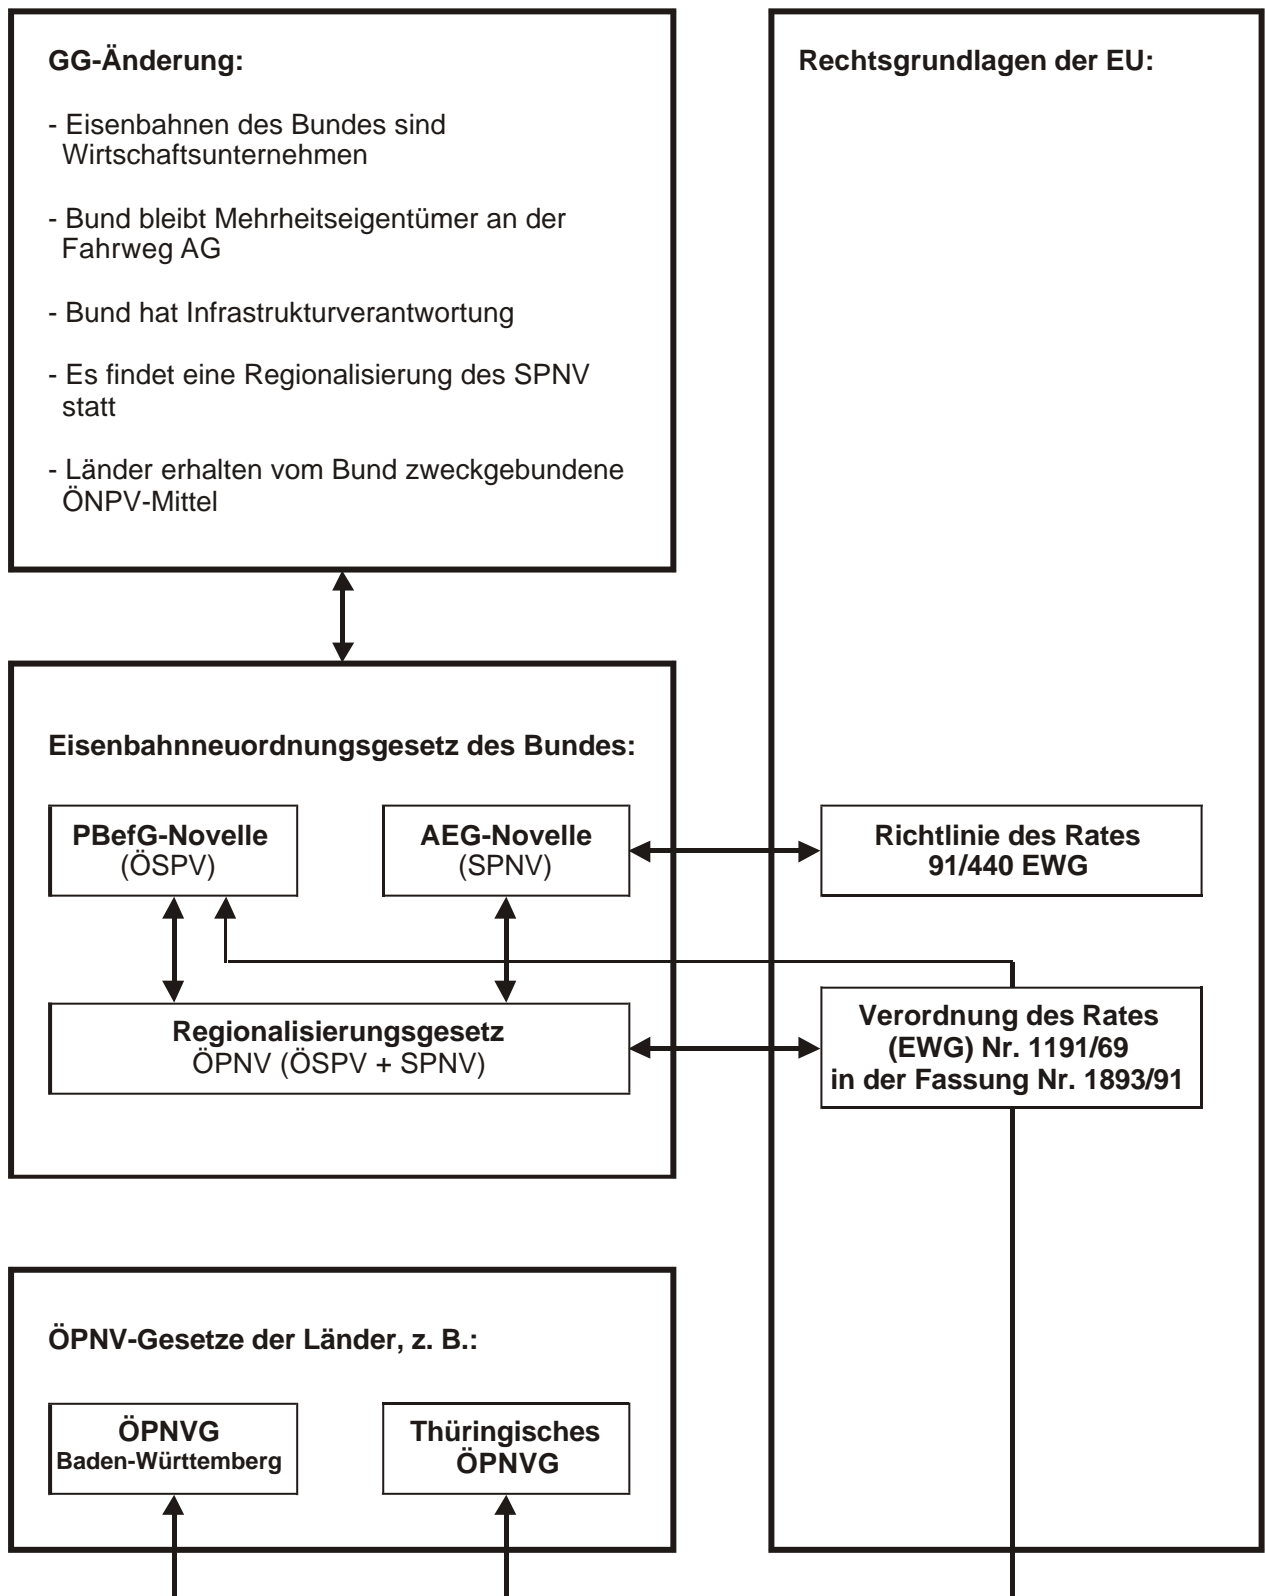 GG-Änderung:
- Eisenbahnen des Bundes sind
Wirtschaftsunternehmen
- Bund bleibt Mehrheitseigentümer an der
Fahrweg AG
- Bund hat Infrastrukturverantwortung
- Es findet eine Regionalisierung des SPNV
statt
- Länder erhalten vom Bund zweckgebundene
ÖNPV-Mittel
Rechtsgrundlagen der EU:
Eisenbahnneuordnungsgesetz des Bundes:
PBefG-Novelle
(ÖSPV)
AEG-Novelle
(SPNV)
Richtlinie des Rates
91/440 EWG
Regionalisierungsgesetz
ÖPNV (ÖSPV + SPNV)
Verordnung des Rates
(EWG) Nr. 1191/69
in der Fassung Nr. 1893/91
ÖPNV-Gesetze der Länder, z. B.:
ÖPNVG
Baden-Württemberg
Thüringisches
ÖPNVG